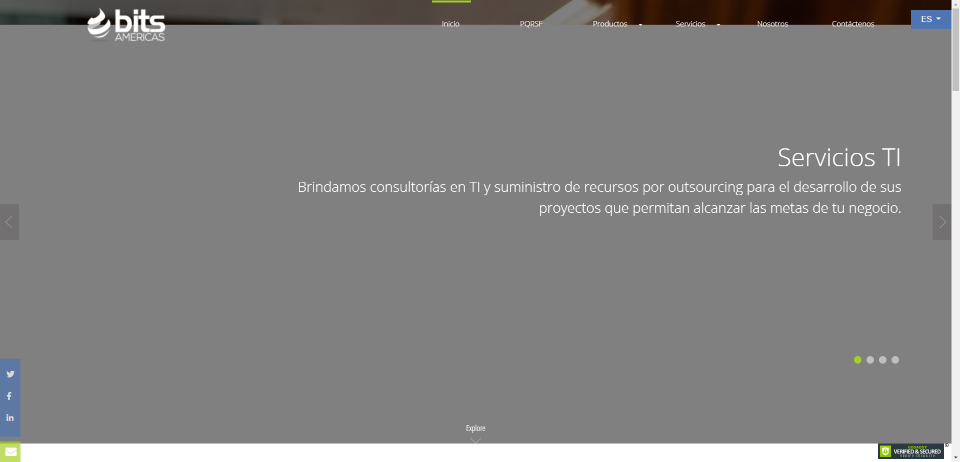 bits
AMERICAS
Inicio
PQRSF
Productos
Servicios
Nosotros
Contáctenos
ES
Servicios TI
Brindamos consultorías en TI y suministro de recursos por outsourcing para el desarrollo de sus
proyectos que permitan alcanzar las metas de tu negocio.
Explore
VERIFIED & SECURED